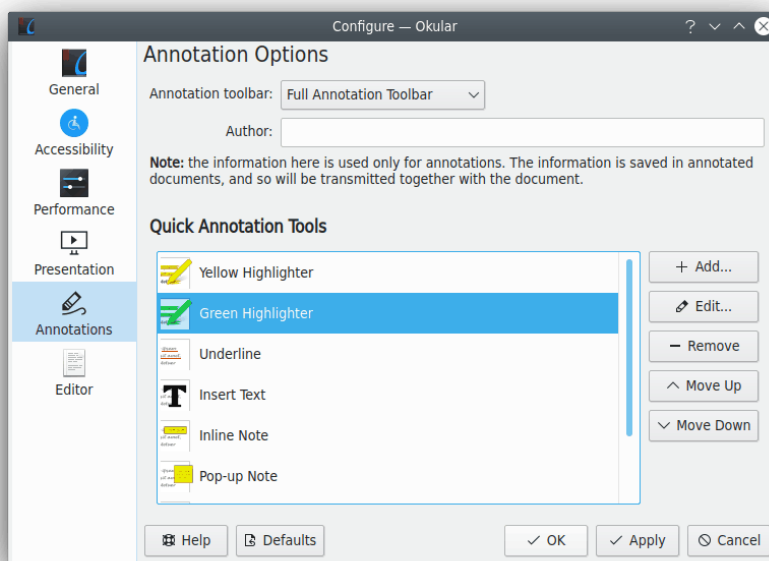 Configure — Okular
General
Accessibility
Performance
Presentation
Annotations
Editor
Annotation Options
Annotation toolbar: Full Annotation Toolbar
Author:
Note: the information here is used only for annotations. The information is saved in annotated
documents, and so will be transmitted together with the document.
Quick Annotation Tools
Yellow Highlighter
Green Highlighter
Underline
Insert Text
Inline Note
Pop-up Note
Add...
Edit...
Remove
Move Up
Move Down
Help
Defaults
OK
Apply
Cancel